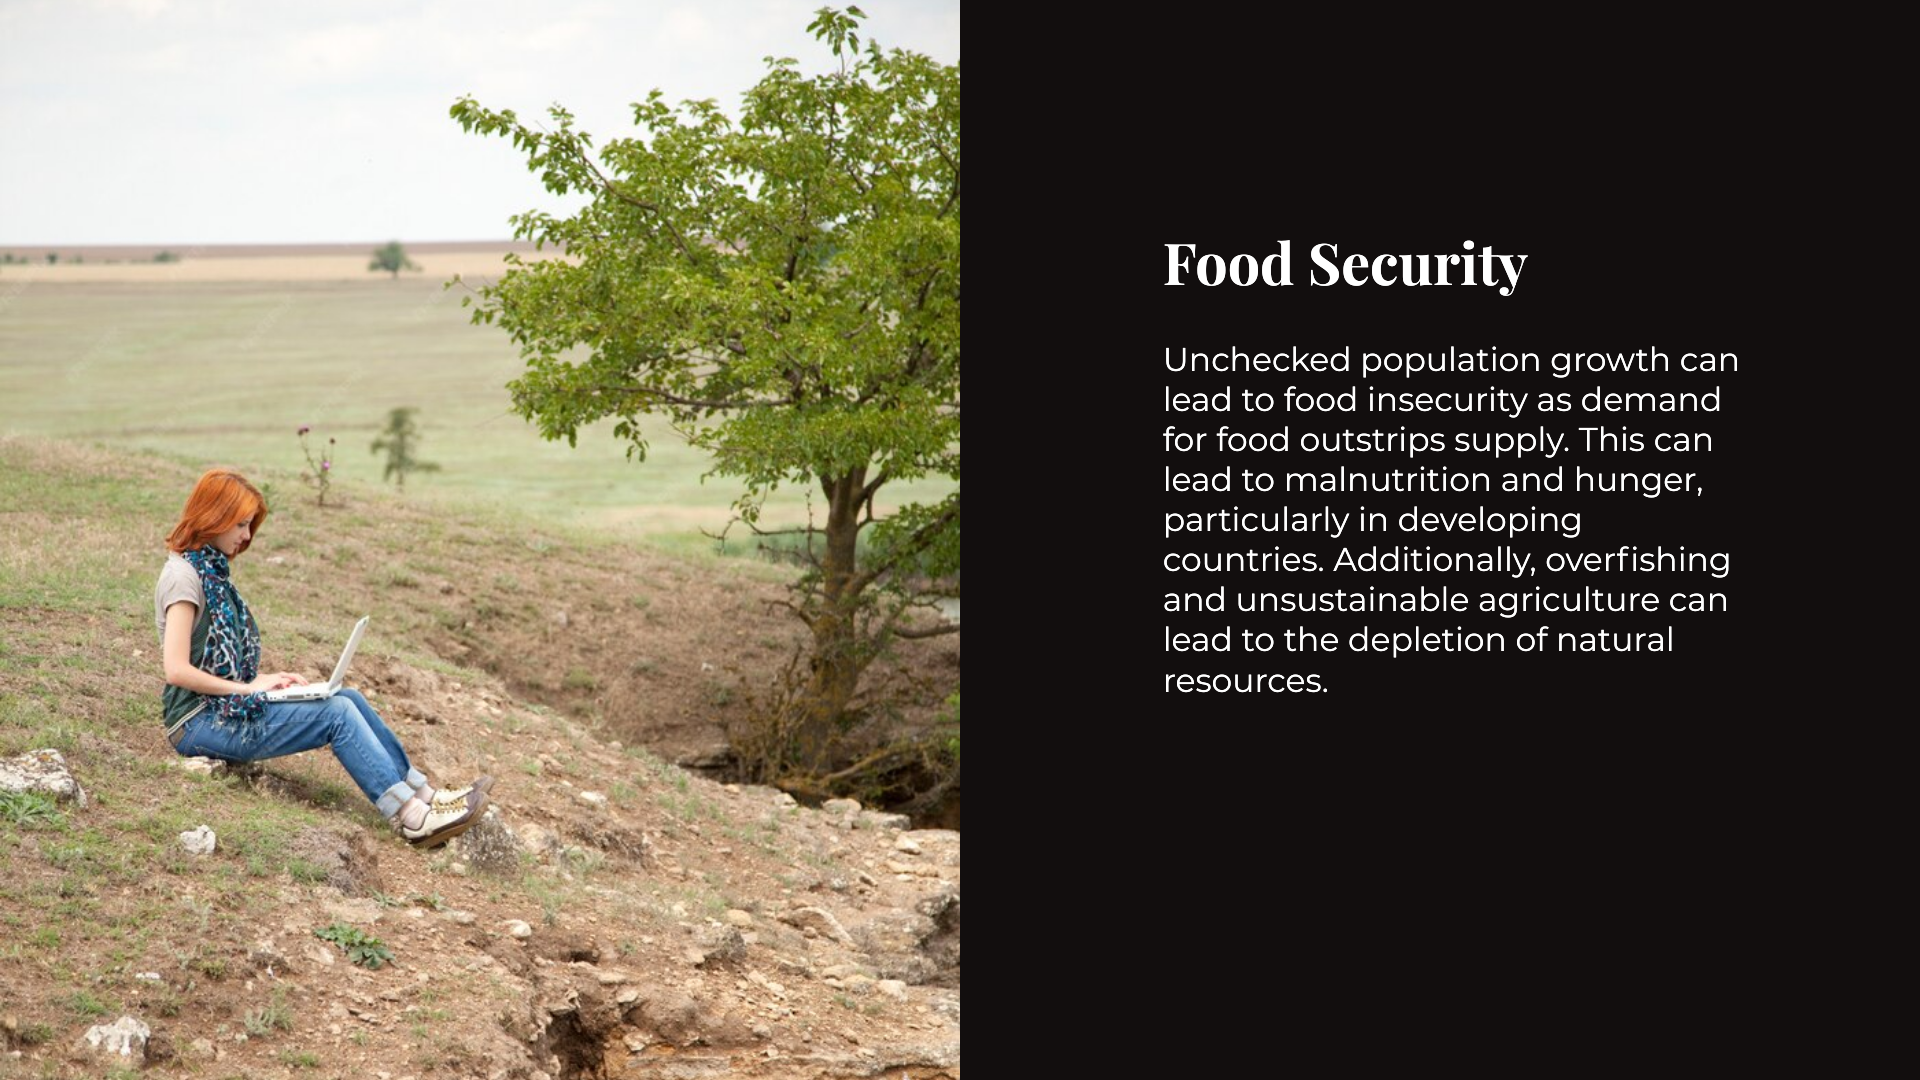 Food Security
Unchecked population growth can
lead to food insecurity as demand
for food outstrips supply. This can
lead to malnutrition and hunger,
particularly in developing
countries. Additionally, overfishing
and unsustainable agriculture can
lead to the depletion of natural
resources.